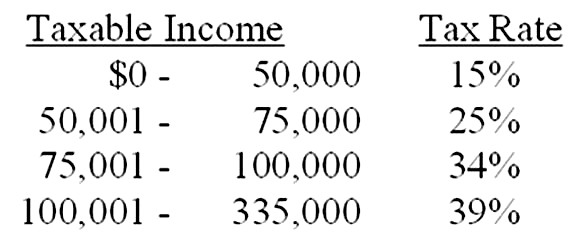 Taxable Income Tax Rate
$0 - 50,000 15%
50,001 - 75,000 25%
75,001 - 100,000 34%
100,001 - 335,000 39%